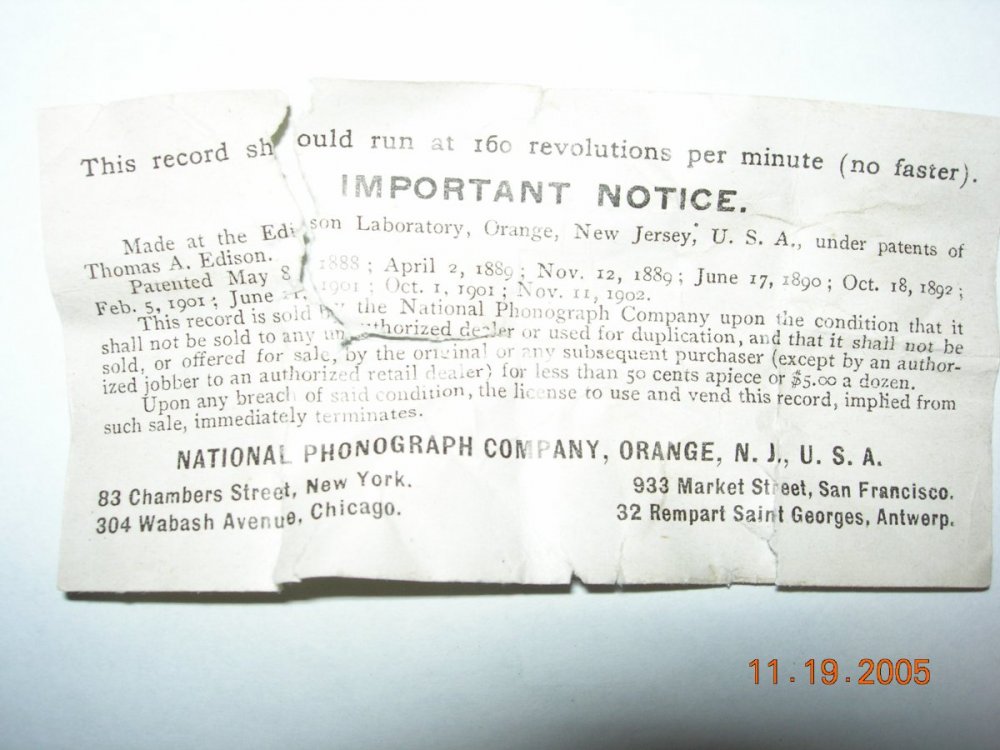 This record should run at 160 revolutions per minute (no faster).
IMPORTANT NOTICE.
Made at the Edison Laboratory, Orange, New Jersey, U. S. A., under patents of
Thomas A. Edison.
Patented May 8, 1888; April 2, 1889; Nov. 12, 1889; June 17, 1890; Oct. 18, 1892;
Feb. 5, 1901; June 21, 1901; Oct. 1, 1901; Nov. 11, 1902.
This record is sold by the National Phonograph Company upon the condition that it
shall not be sold to any unauthorized dealer or used for duplication, and that it shall not be
sold, or offered for sale, by the original or any subsequent purchaser (except by an author-
ized jobber to an authorized retail dealer) for less than 50 cents apiece or $5.00 a dozen.
Upon any breach of said condition, the license to use and vend this record, implied from
such sale, immediately terminates.
NATIONAL PHONOGRAPH COMPANY, ORANGE, N. J., U. S. A.
83 Chambers Street, New York.
304 Wabash Avenue, Chicago.
933 Market Street, San Francisco.
32 Rempart Saint Georges, Antwerp.
11.19.2005